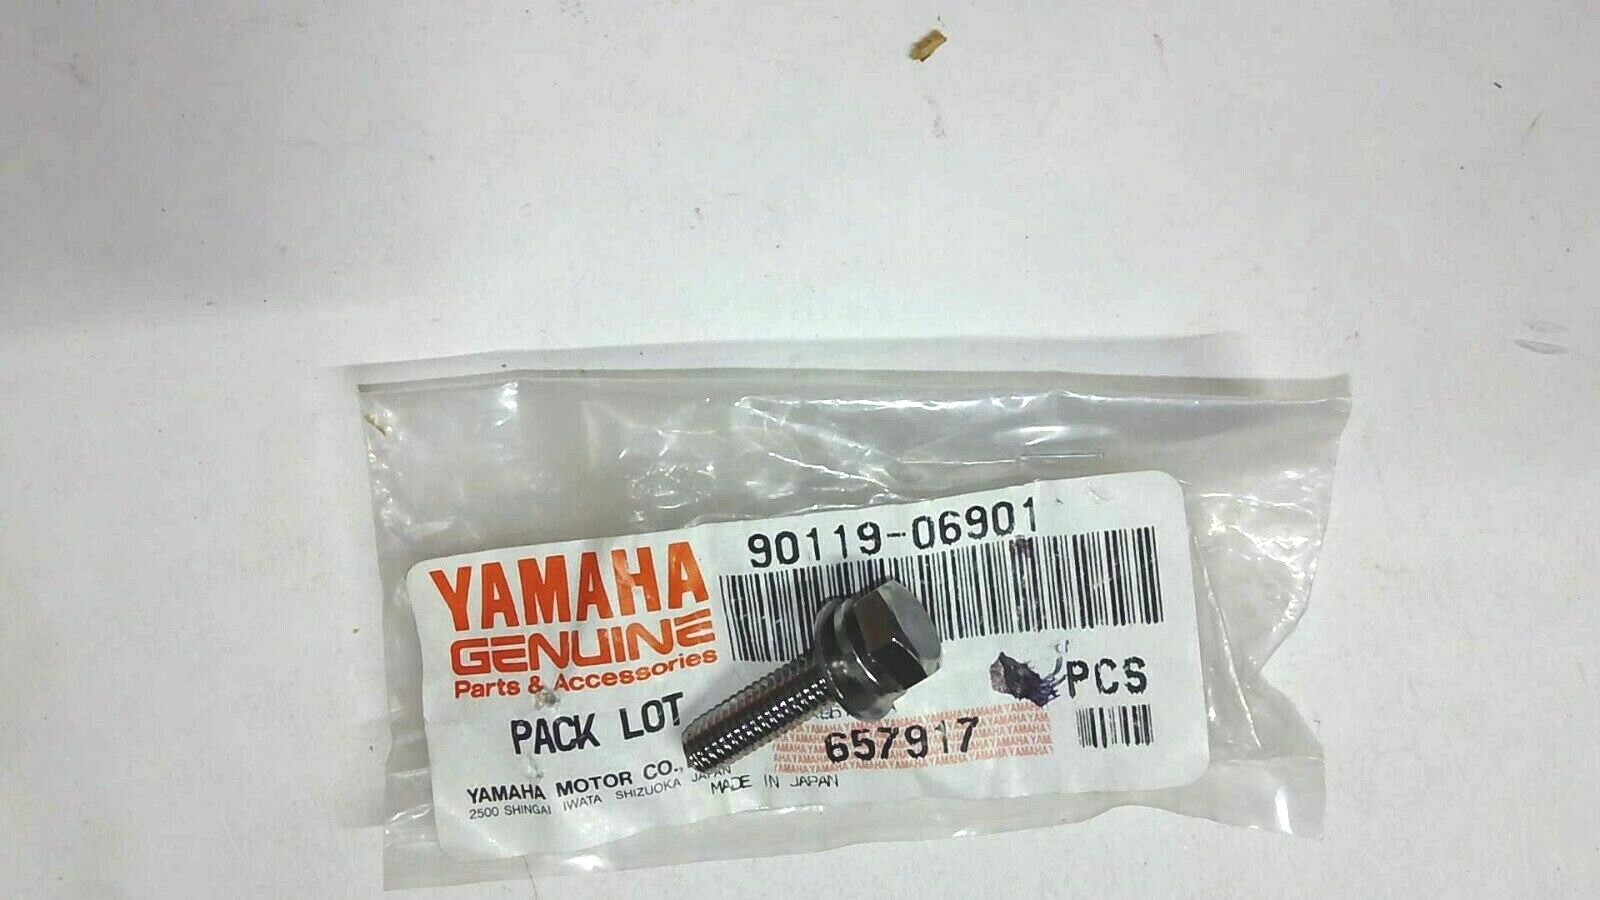 90119-06901
YAMAHA
GENUINE
Parts & Accessories
PCS
PACK LOT
657917
YAMAHA MOTOR CO.,
2500 SHINGAI IWATA SHIZUOKA JAPAN
MADE IN JAPAN